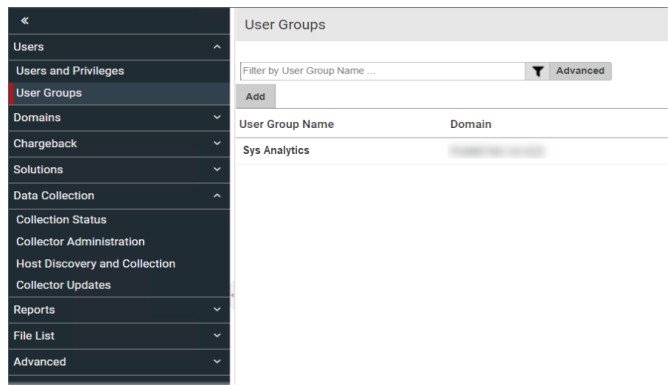 «
User Groups
Users
Users and Privileges
User Groups
Domains
Chargeback
Solutions
Data Collection
Collection Status
Collector Administration
Host Discovery and Collection
Collector Updates
Reports
File List
Advanced
Filter by User Group Name ...
Advanced
Add
User Group Name Domain
Sys Analytics